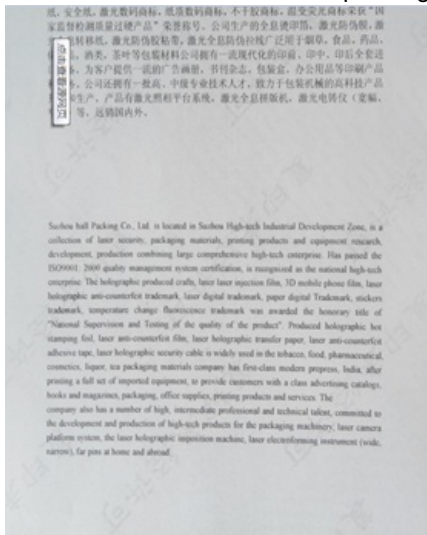 纸、安全纸、激光数码商标、纸质数码商标、不干胶商标、温变荧光商标荣获“国
家监督检测质量过硬产品”荣誉称号。公司生产的全息烫印箔、激光防伪膜、激
转移纸、激光防伪胶粘带、激光全息防伪拉线广泛用于烟草、食品、药品、
酒类、茶叶等包装材料公司拥有一流现代化的印前、印中、印后全套进
为客户提供一流的广告画册、书刊杂志、包装盒、办公用品等印刷产品
公司还拥有一批高、中级专业技术人才，致力于包装机械的高科技产品
生产，产品有激光照相平台系统、激光全息拼版机、激光电铸仪（宽幅、
等，远销国内外。
点击查看源网页
Suzhou hall Packing Co., Ltd. is located in Suzhou High-tech Industrial Development Zone, is a
collection of laser security, packaging materials, printing products and equipment research,
development, production combining large comprehensive high-tech enterprise. Has passed the
ISO9001: 2000 quality management system certification, is recognized as the national high-tech
enterprise. The holographic produced crafts, laser laser injection film, 3D mobile phone film, laser
holographic anti-counterfeit trademark, laser digital trademark, paper digital Trademark, stickers
trademark, temperature change fluorescence trademark was awarded the honorary title of
"National Supervision and Testing of the quality of the product". Produced holographic hot
stamping foil, laser anti-counterfeit film, laser holographic transfer paper, laser anti-counterfeit
adhesive tape, laser holographic security cable is widely used in the tobacco, food, pharmaceutical,
cosmetics, liquor, tea packaging materials company has first-class modern prepress, India, after
printing a full set of imported equipment, to provide customers with a class advertising catalogs,
books and magazines, packaging, office supplies, printing products and services. The
company also has a number of high, intermediate professional and technical talent, committed to
the development and production of high-tech products for the packaging machinery, laser camera
platform system, the laser holographic imposition machine, laser electroforming instrument (wide,
narrow), far pins at home and abroad.